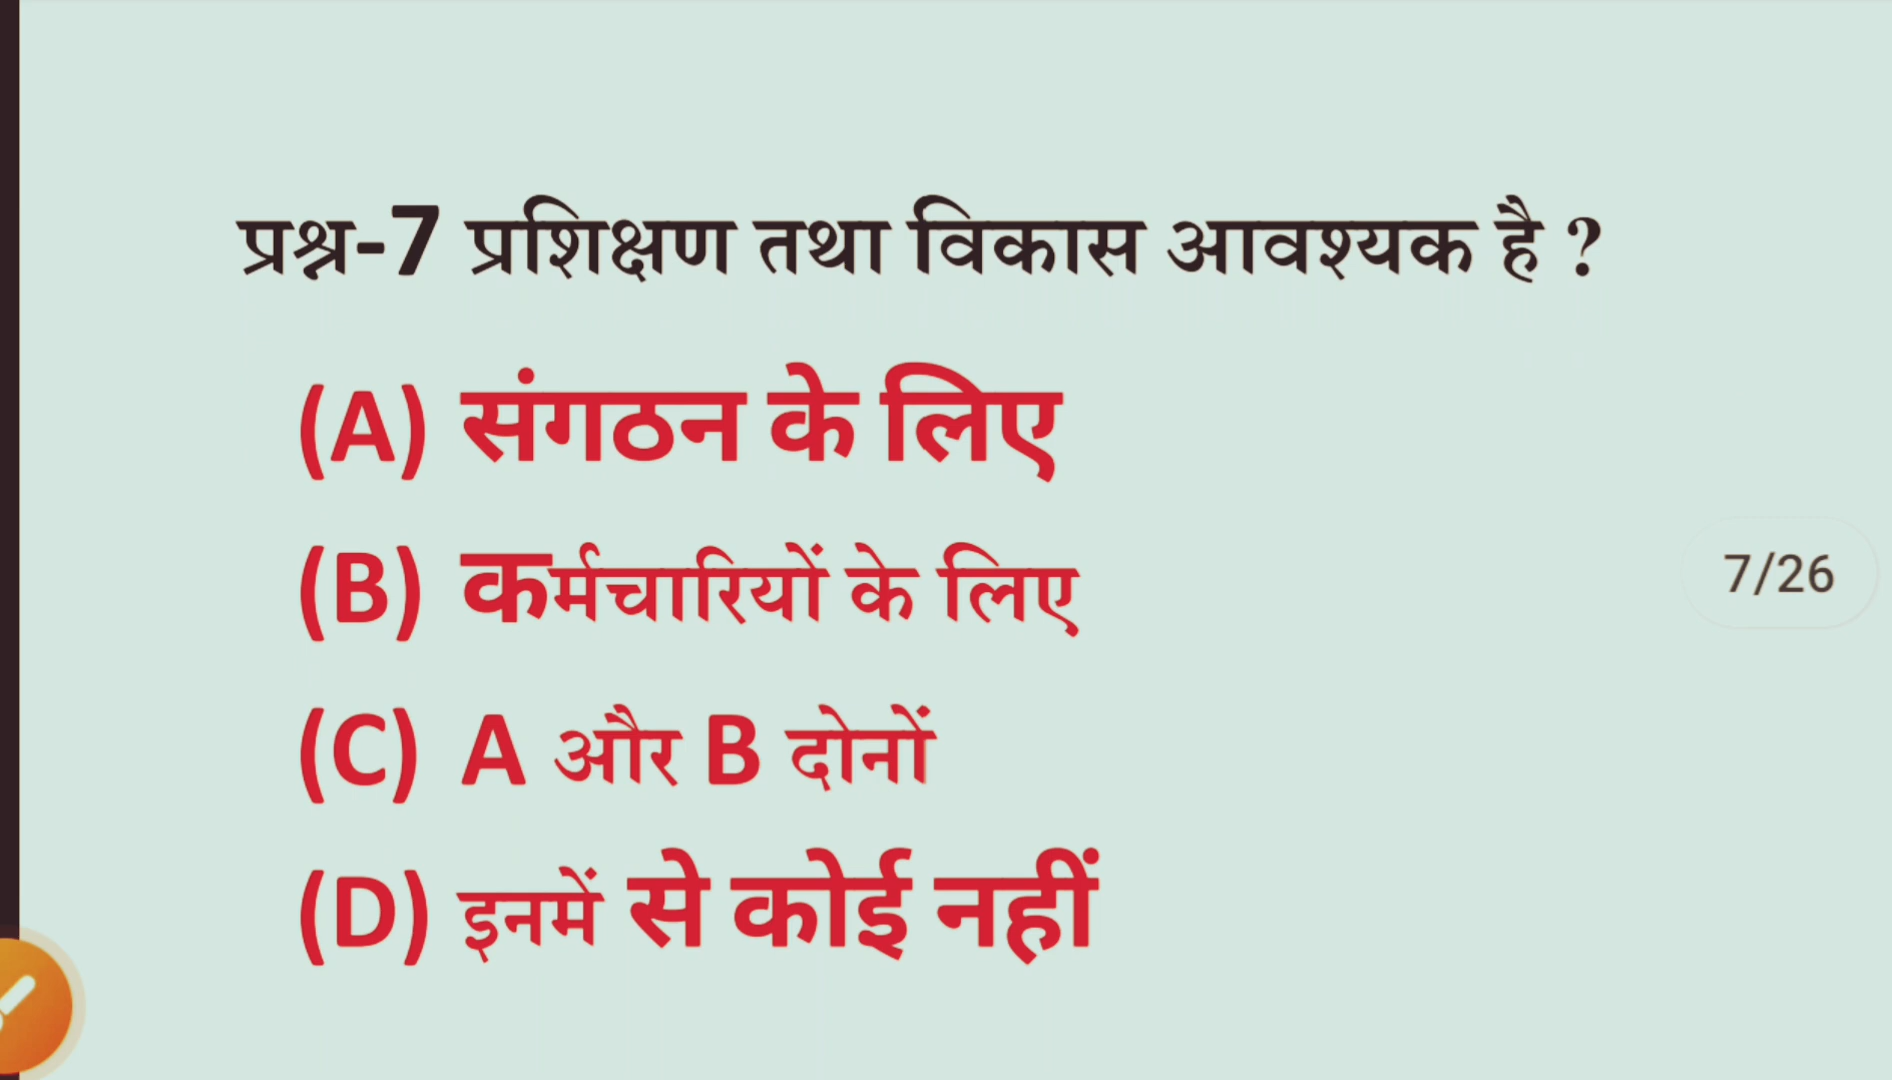 प्रश्न-7 प्रशिक्षण तथा विकास आवश्यक है ?
(A) संगठन के लिए
(B) कर्मचारियों के लिए
7/26
(C) A और B दोनों
(D) इनमें से कोई नहीं